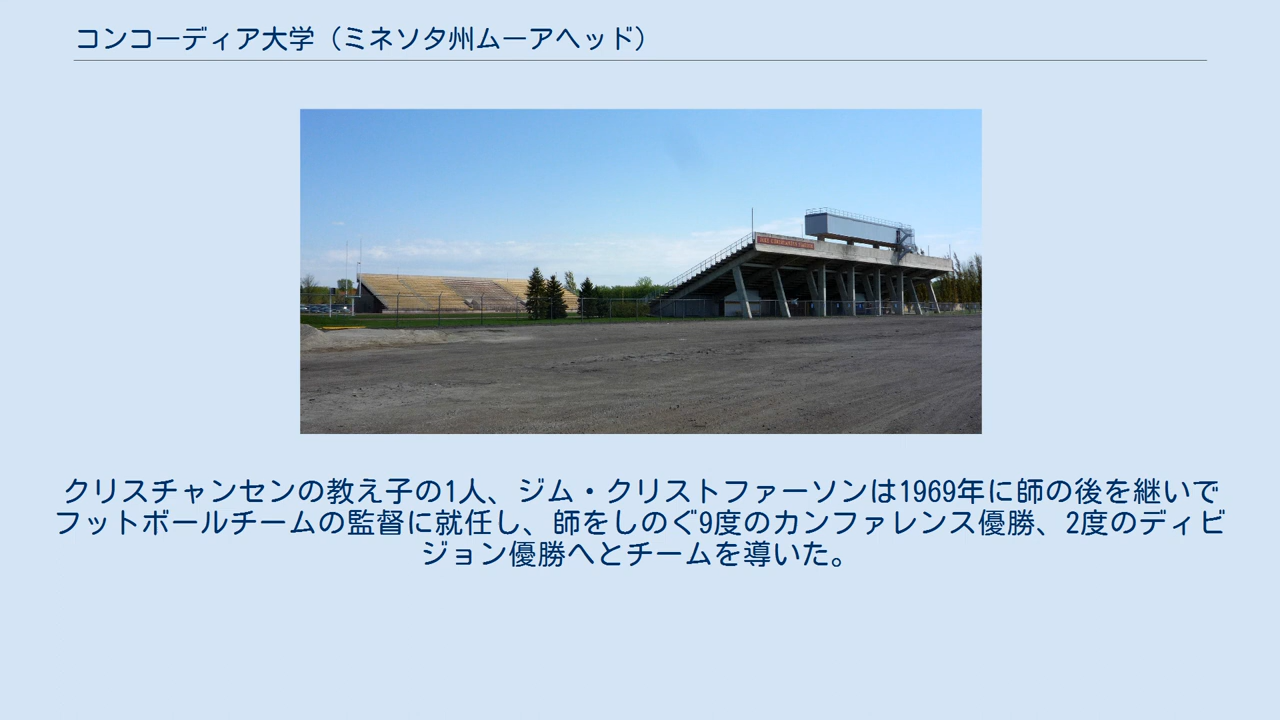 コンコーディア大学（ミネソタ州ムーアヘッド）
クリスチャンセンの教え子の1人、ジム・クリストファーソンは1969年に師の後を継いで
フットボールチームの監督に就任し、師をしのぐ9度のカンファレンス優勝、2度のディビ
ジョン優勝へとチームを導いた。